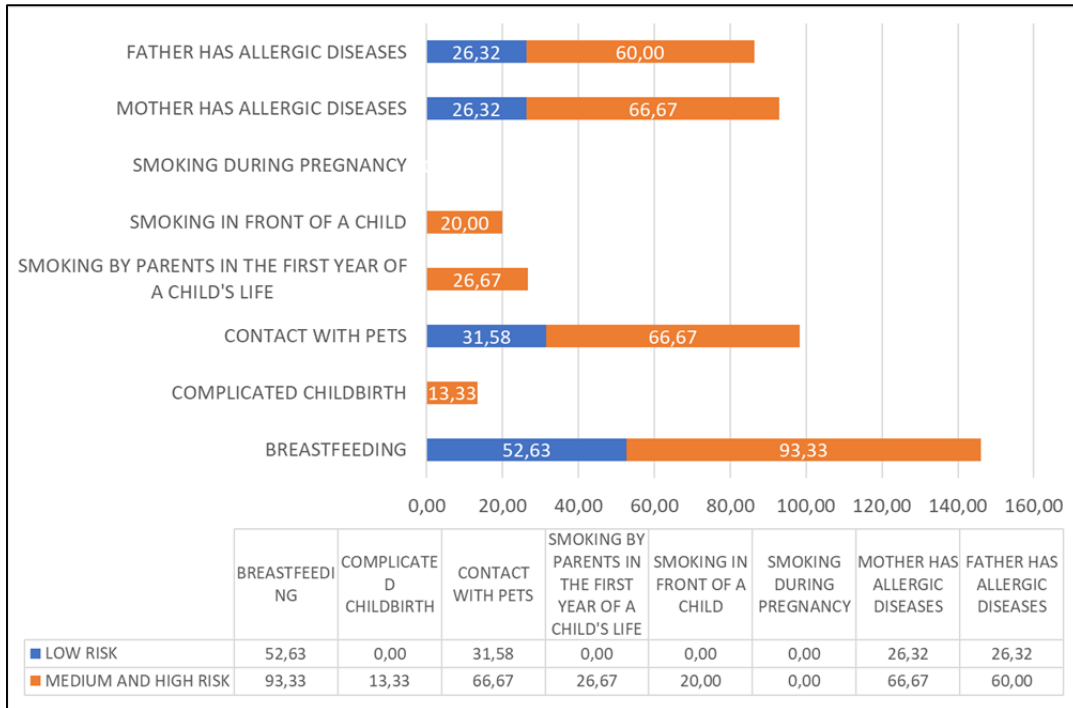 FATHER HAS ALLERGIC DISEASES
26,32
60,00
MOTHER HAS ALLERGIC DISEASES
26,32
66,67
SMOKING DURING PREGNANCY
SMOKING IN FRONT OF A CHILD
20,00
SMOKING BY PARENTS IN THE FIRST YEAR OF
A CHILD'S LIFE
26,67
CONTACT WITH PETS
31,58
66,67
COMPLICATED CHILDBIRTH
13,33
BREASTFEEDING
52,63
93,33
0,00 20,00 40,00 60,00 80,00 100,00 120,00 140,00 160,00
BREASTFEEDI
NG
COMPLICATE
D
CHILDBIRTH
CONTACT
WITH PETS
SMOKING BY
PARENTS IN
THE FIRST
YEAR OF A
CHILD'S LIFE
SMOKING IN
FRONT OF A
CHILD
SMOKING
DURING
PREGNANCY
MOTHER HAS
ALLERGIC
DISEASES
FATHER HAS
ALLERGIC
DISEASES
LOW RISK 52,63 0,00 31,58 0,00 0,00 0,00 26,32 26,32
MEDIUM AND HIGH RISK 93,33 13,33 66,67 26,67 20,00 0,00 66,67 60,00